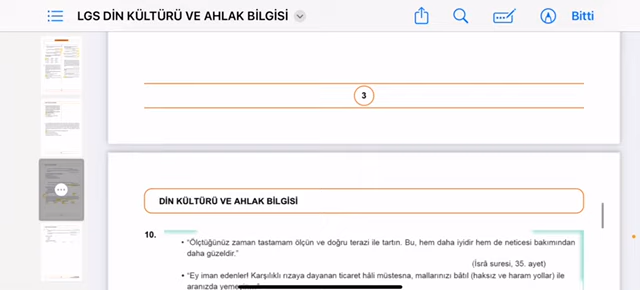 LGS DİN KÜLTÜRÜ VE AHLAK BİLGİSİ
Bitti
3
DİN KÜLTÜRÜ VE AHLAK BİLGİSİ
10.
• “Ölçtüğünüz zaman tastamam ölçün ve doğru terazi ile tartın. Bu, hem daha iyidir hem de neticesi bakımından
daha güzeldir.”
(İsrâ suresi, 35. ayet)
• “Ey iman edenler! Karşılıklı rızaya dayanan ticaret hâli müstesna, mallarınızı bâtıl (haksız ve haram yollar) ile
aranızda